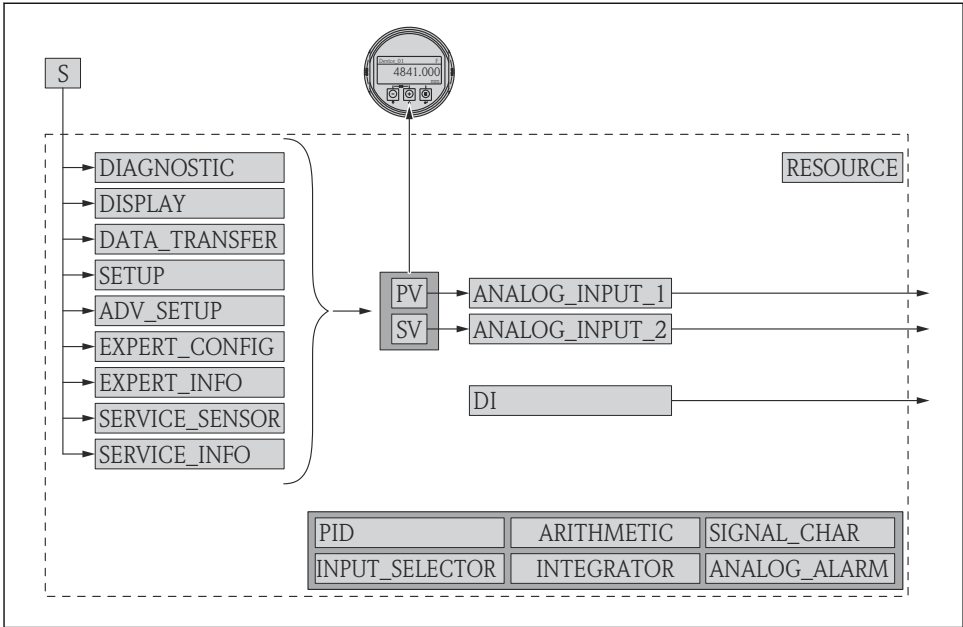 Device_01
4841.000
S
DIAGNOSTIC
RESOURCE
DISPLAY
DATA_TRANSFER
SETUP
PV
ANALOG_INPUT_1
ADV_SETUP
SV
ANALOG_INPUT_2
EXPERT_CONFIG
EXPERT_INFO
DI
SERVICE_SENSOR
SERVICE_INFO
PID
ARITHMETIC
SIGNAL_CHAR
INPUT_SELECTOR
INTEGRATOR
ANALOG_ALARM